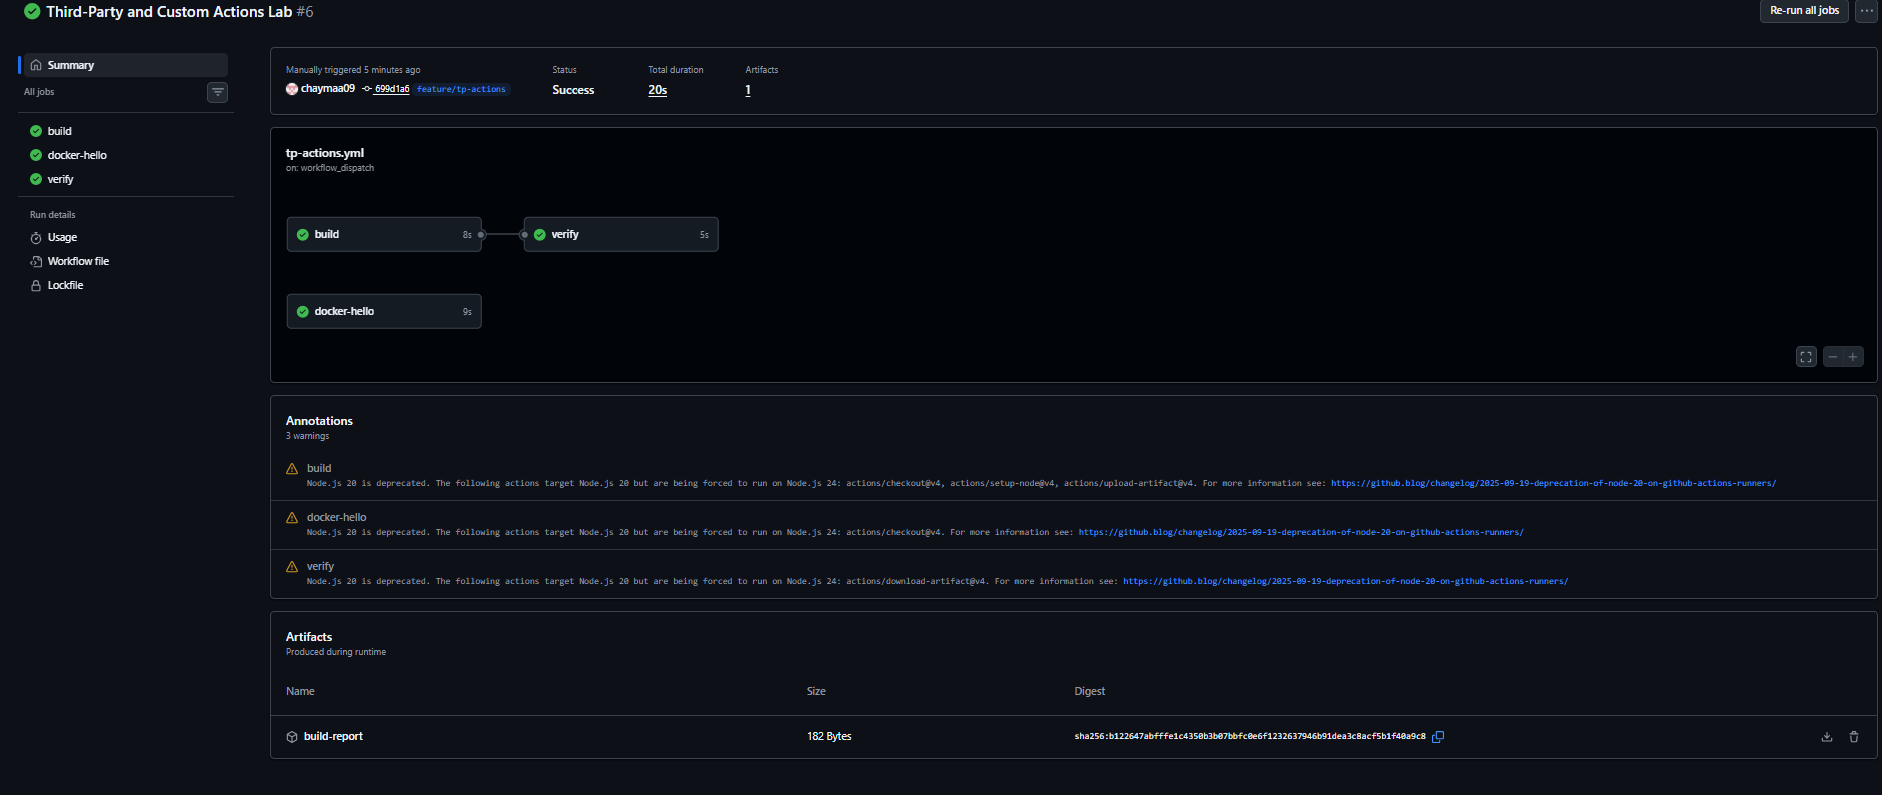 Third-Party and Custom Actions Lab #6
Re-run all jobs
Summary
All jobs
build
docker-hello
verify
Run details
Usage
Workflow file
Lockfile
Manually triggered 5 minutes ago
chaymaa09 699d1a6 feature/tp-actions
Status
Success
Total duration
20s
Artifacts
1
tp-actions.yml
on: workflow_dispatch
build 8s
verify 5s
docker-hello 9s
Annotations
3 warnings
build
Node.js 20 is deprecated. The following actions target Node.js 20 but are being forced to run on Node.js 24: actions/checkout@v4, actions/setup-node@v4, actions/upload-artifact@v4. For more information see: https://github.blog/changelog/2025-09-19-deprecation-of-node-20-on-github-actions-runners/
docker-hello
Node.js 20 is deprecated. The following actions target Node.js 20 but are being forced to run on Node.js 24: actions/checkout@v4. For more information see: https://github.blog/changelog/2025-09-19-deprecation-of-node-20-on-github-actions-runners/
verify
Node.js 20 is deprecated. The following actions target Node.js 20 but are being forced to run on Node.js 24: actions/download-artifact@v4. For more information see: https://github.blog/changelog/2025-09-19-deprecation-of-node-20-on-github-actions-runners/
Artifacts
Produced during runtime
Name Size Digest
build-report 182 Bytes sha256:b122647abfffe1c4350b3b07bbfc0e6f1232637946b91dea3c8acf5b1f40a9c8